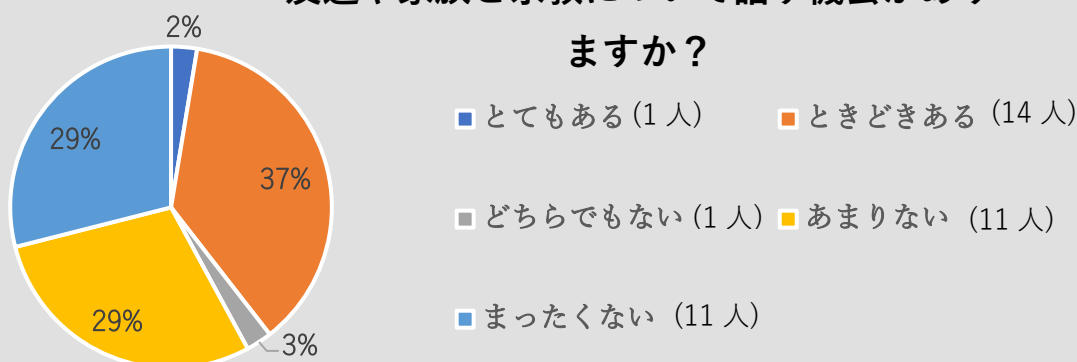 ますか？
2%
29%
37%
29%
3%
とてもある (1 人)
ときどきある (14 人)
どちらでもない (1 人)
あまりない (11 人)
まったくない (11 人)